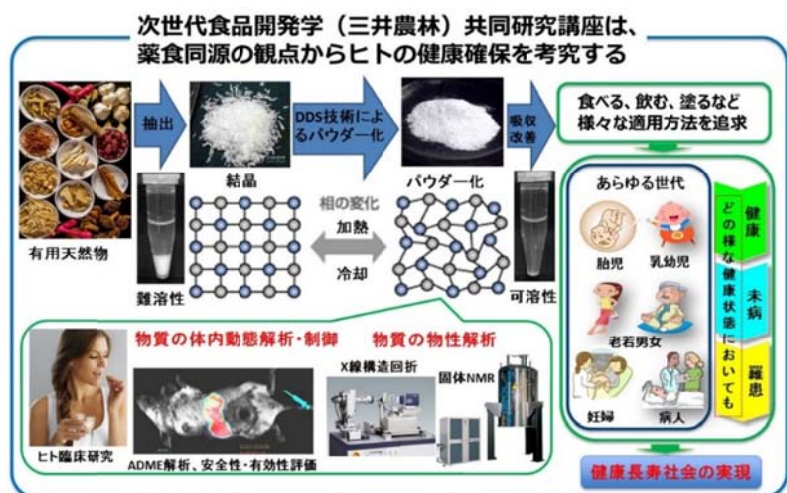 次世代食品開発学（三井農林）共同研究講座は、
薬食同源の観点からヒトの健康確保を考究する
抽出
DDS技術によ
るパウダー化
吸収
改善
食べる、飲む、塗るなど
様々な適用方法を追求
結晶
パウダー化
有用天然物
相の変化
加熱
冷却
難溶性
可溶性
あらゆる世代
胎児
乳幼児
老若男女
妊婦
病人
どの様な健康状態においても
健康
未病
罹患
物質の体内動態解析・制御
物質の物性解析
X線構造回折
固体NMR
ヒト臨床研究
ADME解析、安全性・有効性評価
健康長寿社会の実現